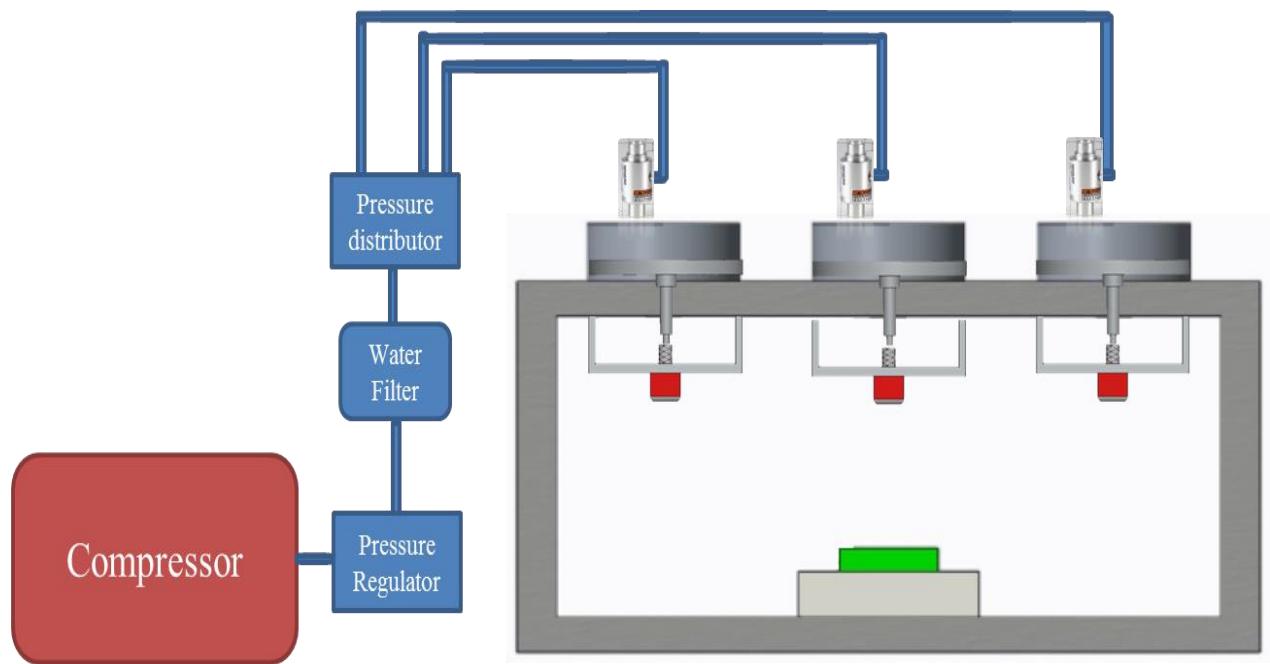 Pressure
distributor
Water
Filter
Compressor
Pressure
Regulator